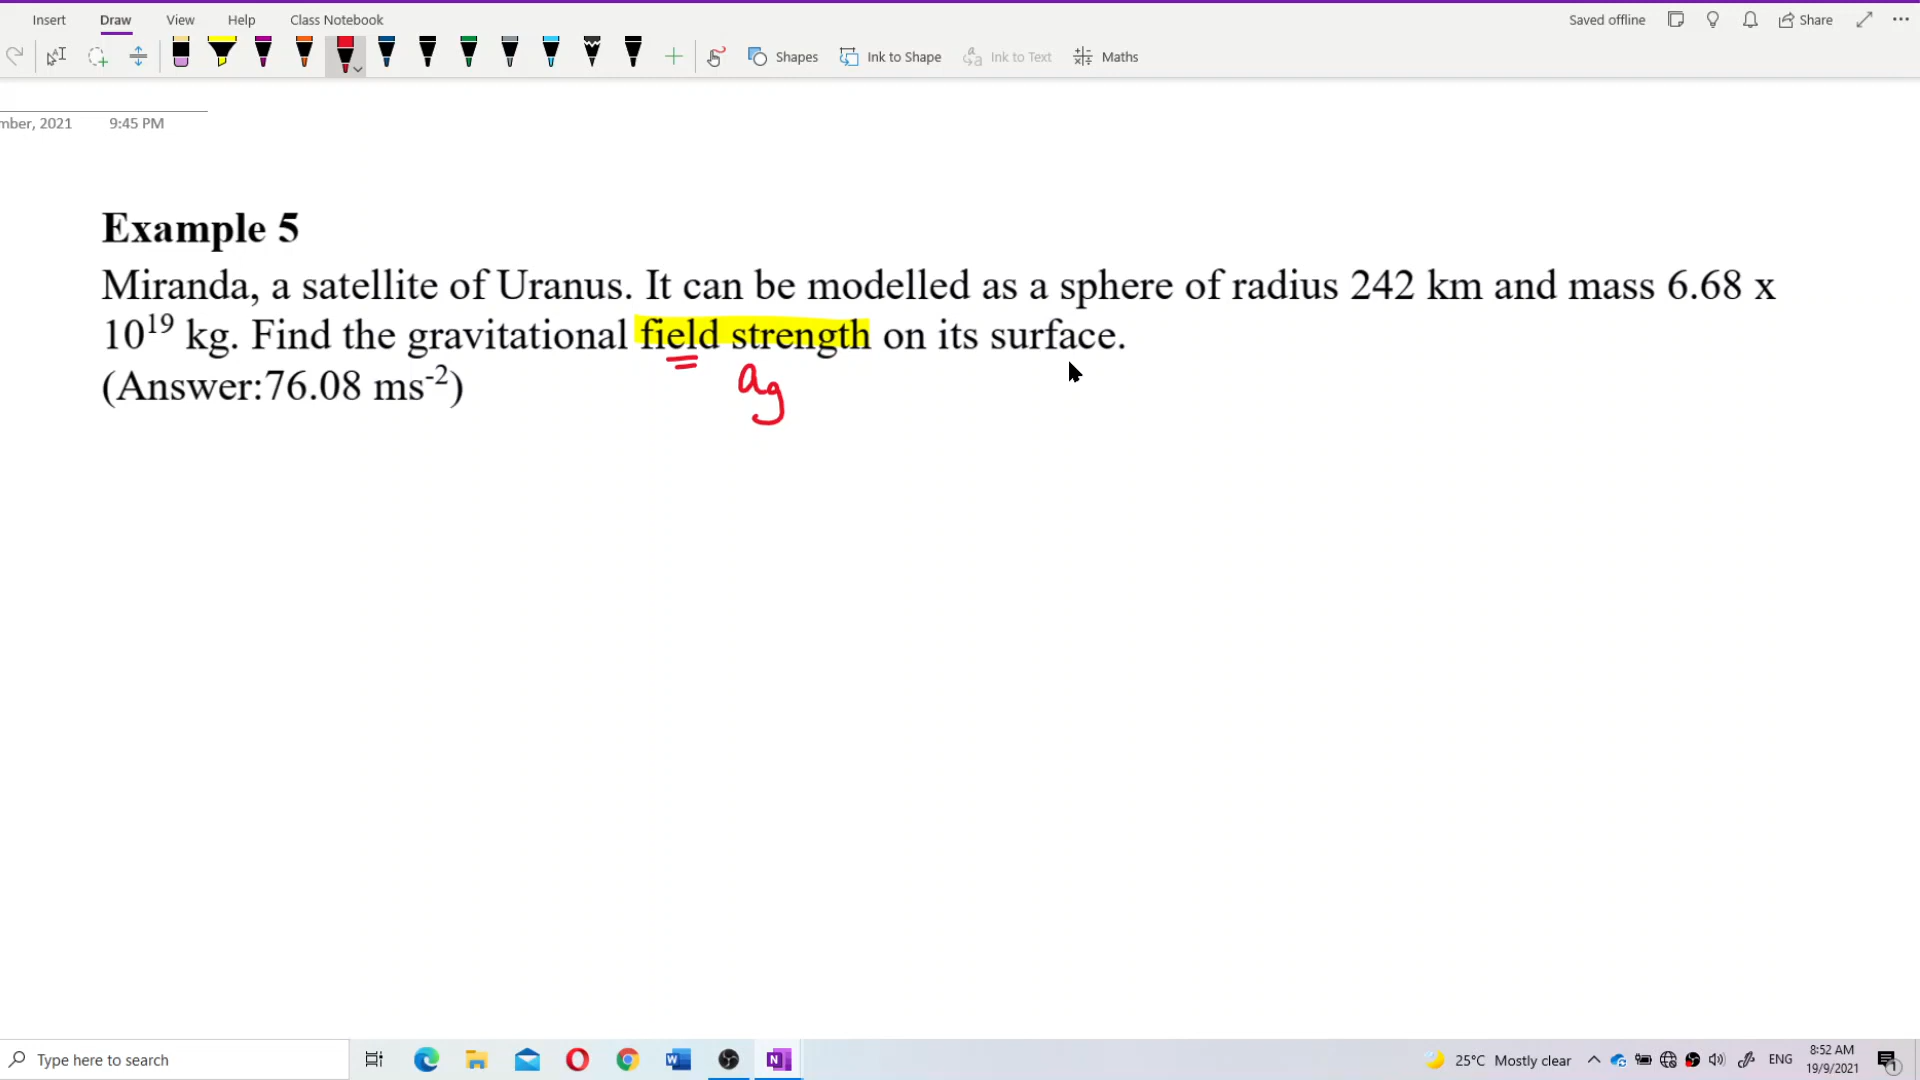 Insert Draw View Help Class Notebook Saved offline Share
Shapes Ink to Shape Ink to Text Maths
mber, 2021 9:45 PM
Example 5
Miranda, a satellite of Uranus. It can be modelled as a sphere of radius 242 km and mass 6.68 x
10¹⁹ kg. Find the gravitational field strength on its surface.
(Answer:76.08 ms⁻²)
ag
Type here to search 25°C Mostly clear ENG 8:52 AM
19/9/2021
1